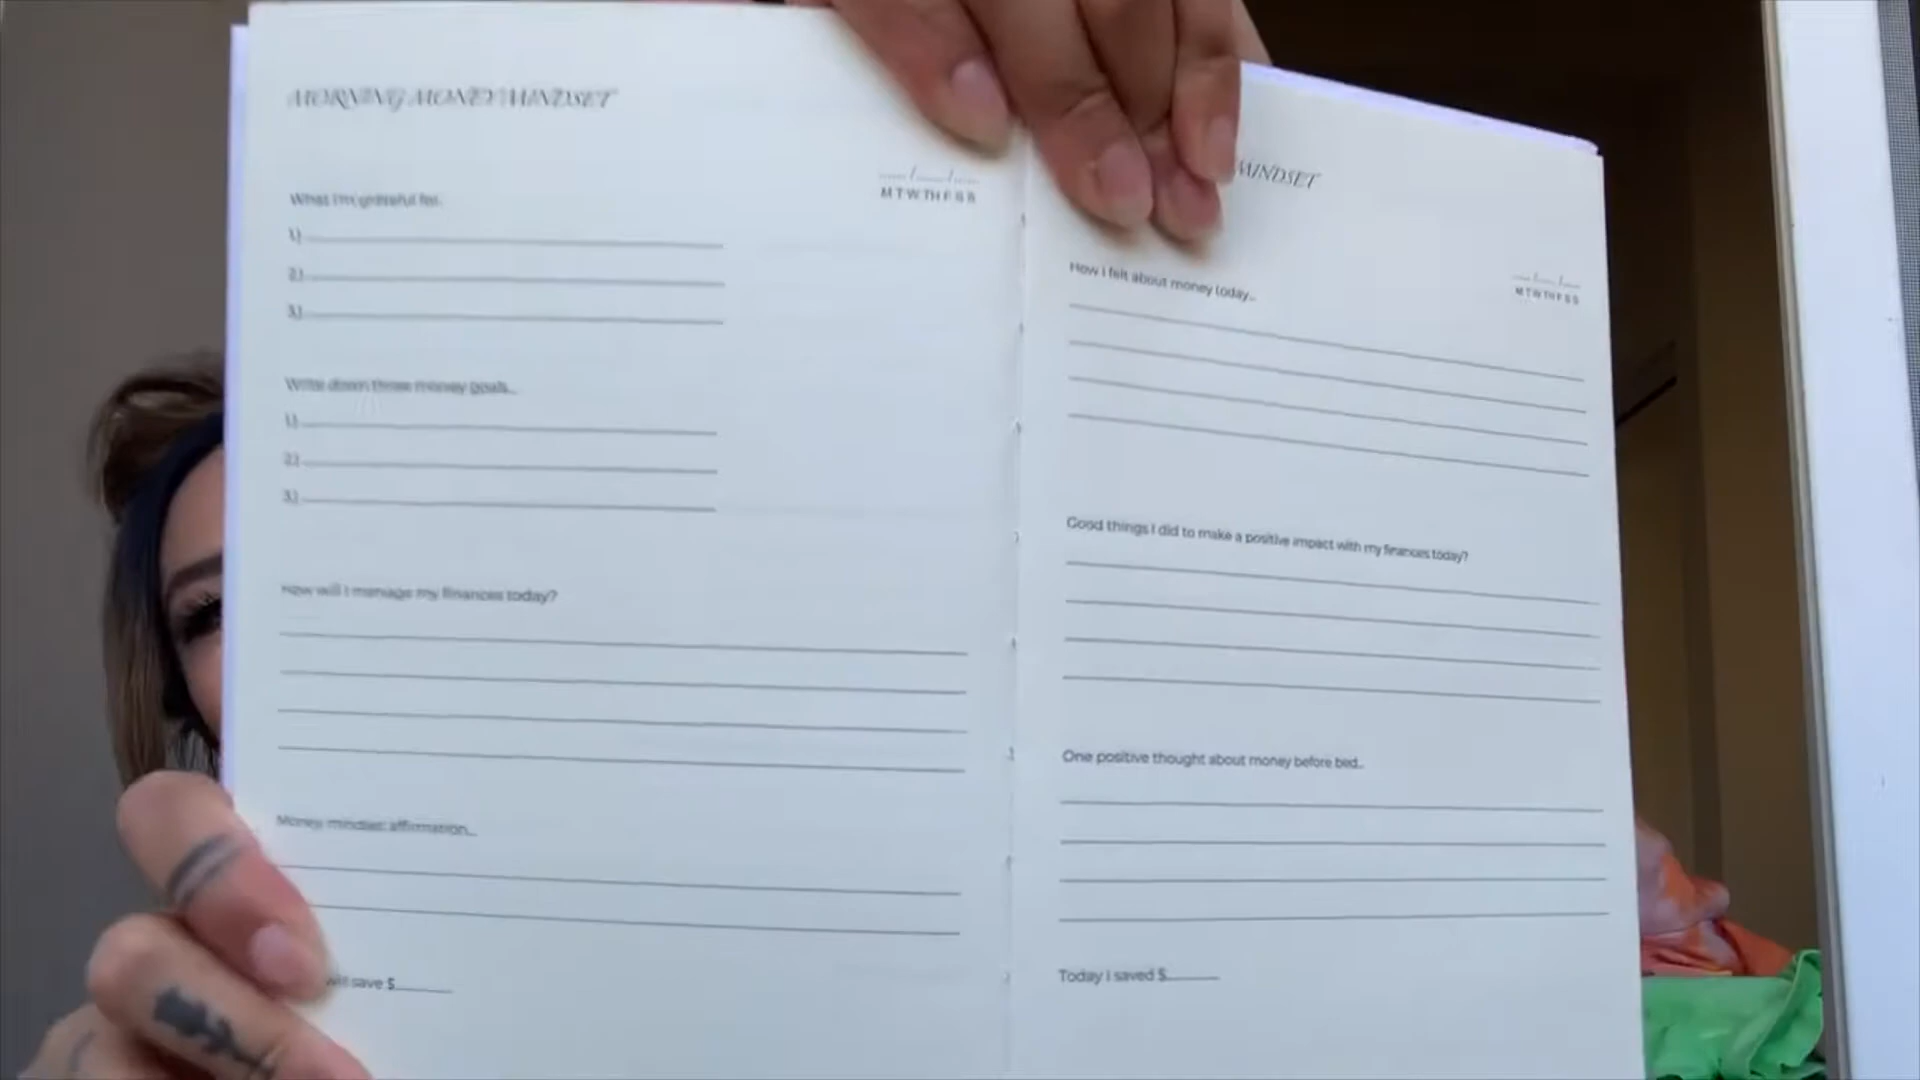 MORNING MONEY MINDSET
M T W TH F S S
What I'm grateful for..
1)
2)
3)
Write down three money goals...
1)
2)
3)
How will I manage my finances today?
Money mindset affirmation...
will save $
MINDSET
M T W TH F S S
How I felt about money today...
Good things I did to make a positive impact with my finances today?
One positive thought about money before bed...
Today I saved $